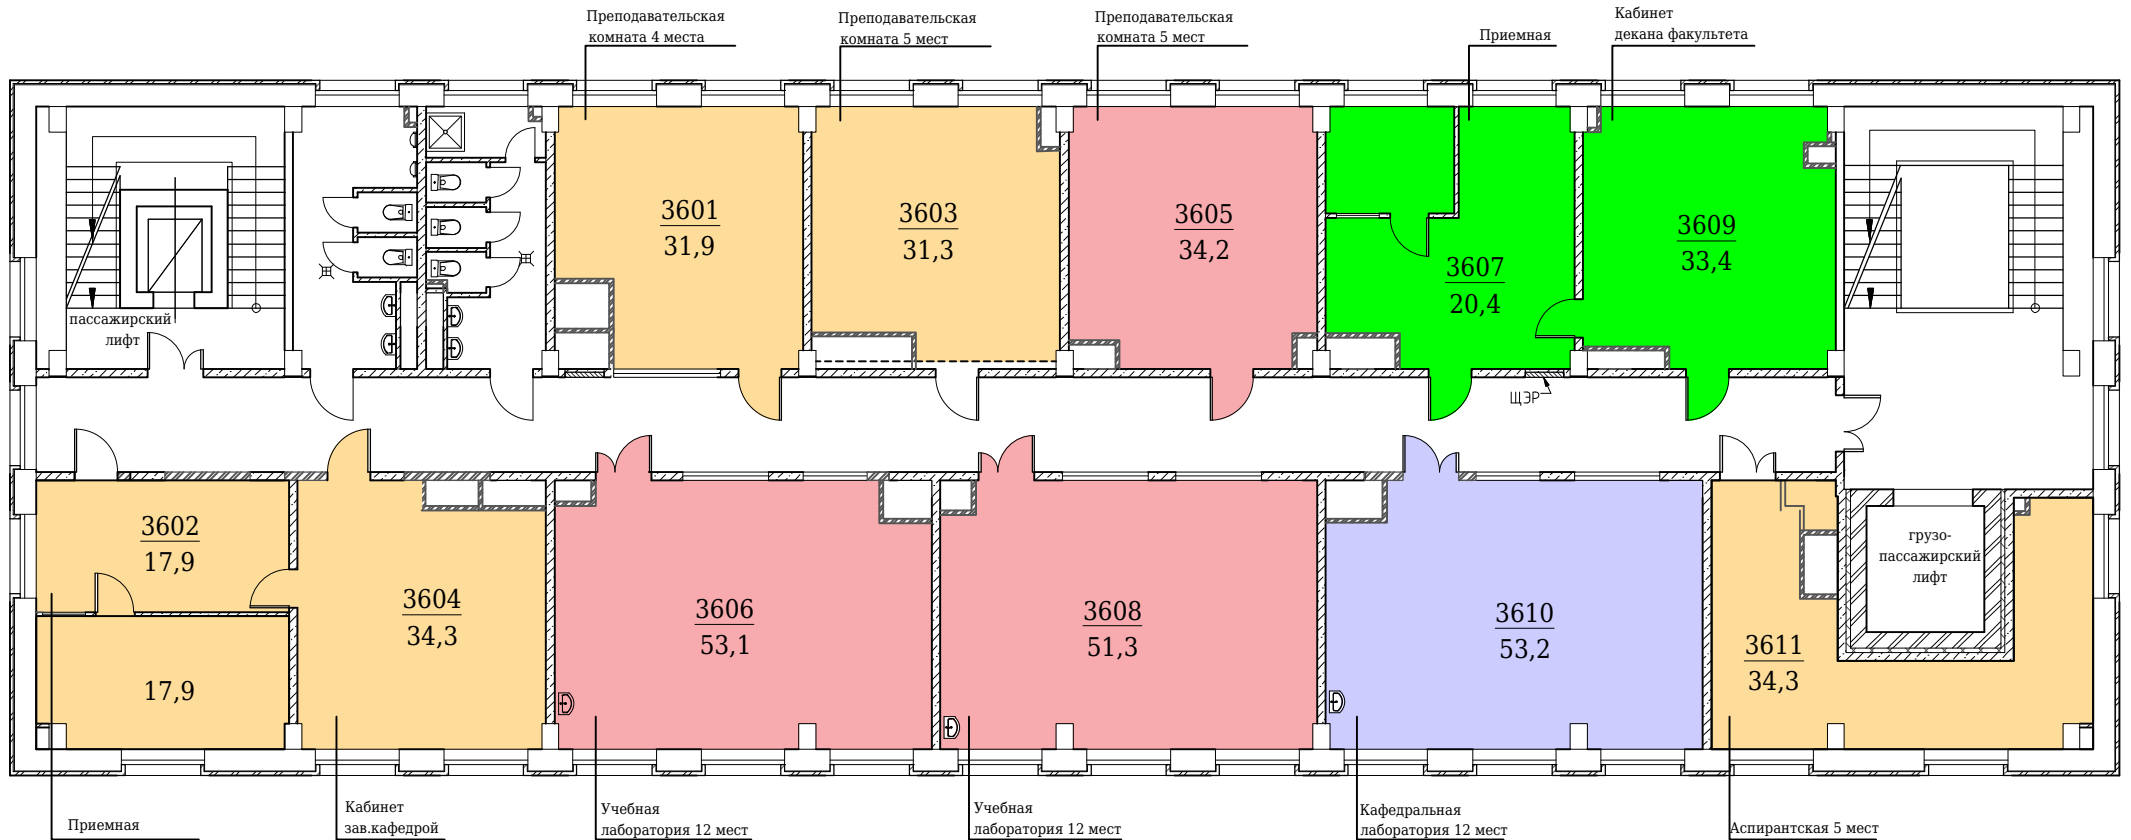 Преподавательская
комната 4 места
Преподавательская
комната 5 мест
Преподавательская
комната 5 мест
Приемная
Кабинет
декана факультета
3601
31,9
3603
31,3
3605
34,2
3607
20,4
3609
33,4
пассажирский
лифт
ЩЭР
3602
17,9
17,9
3604
34,3
3606
53,1
3608
51,3
3610
53,2
3611
34,3
грузо-
пассажирский
лифт
Приемная
Кабинет
зав.кафедрой
Учебная
лаборатория 12 мест
Учебная
лаборатория 12 мест
Кафедральная
лаборатория 12 мест
Аспирантская 5 мест